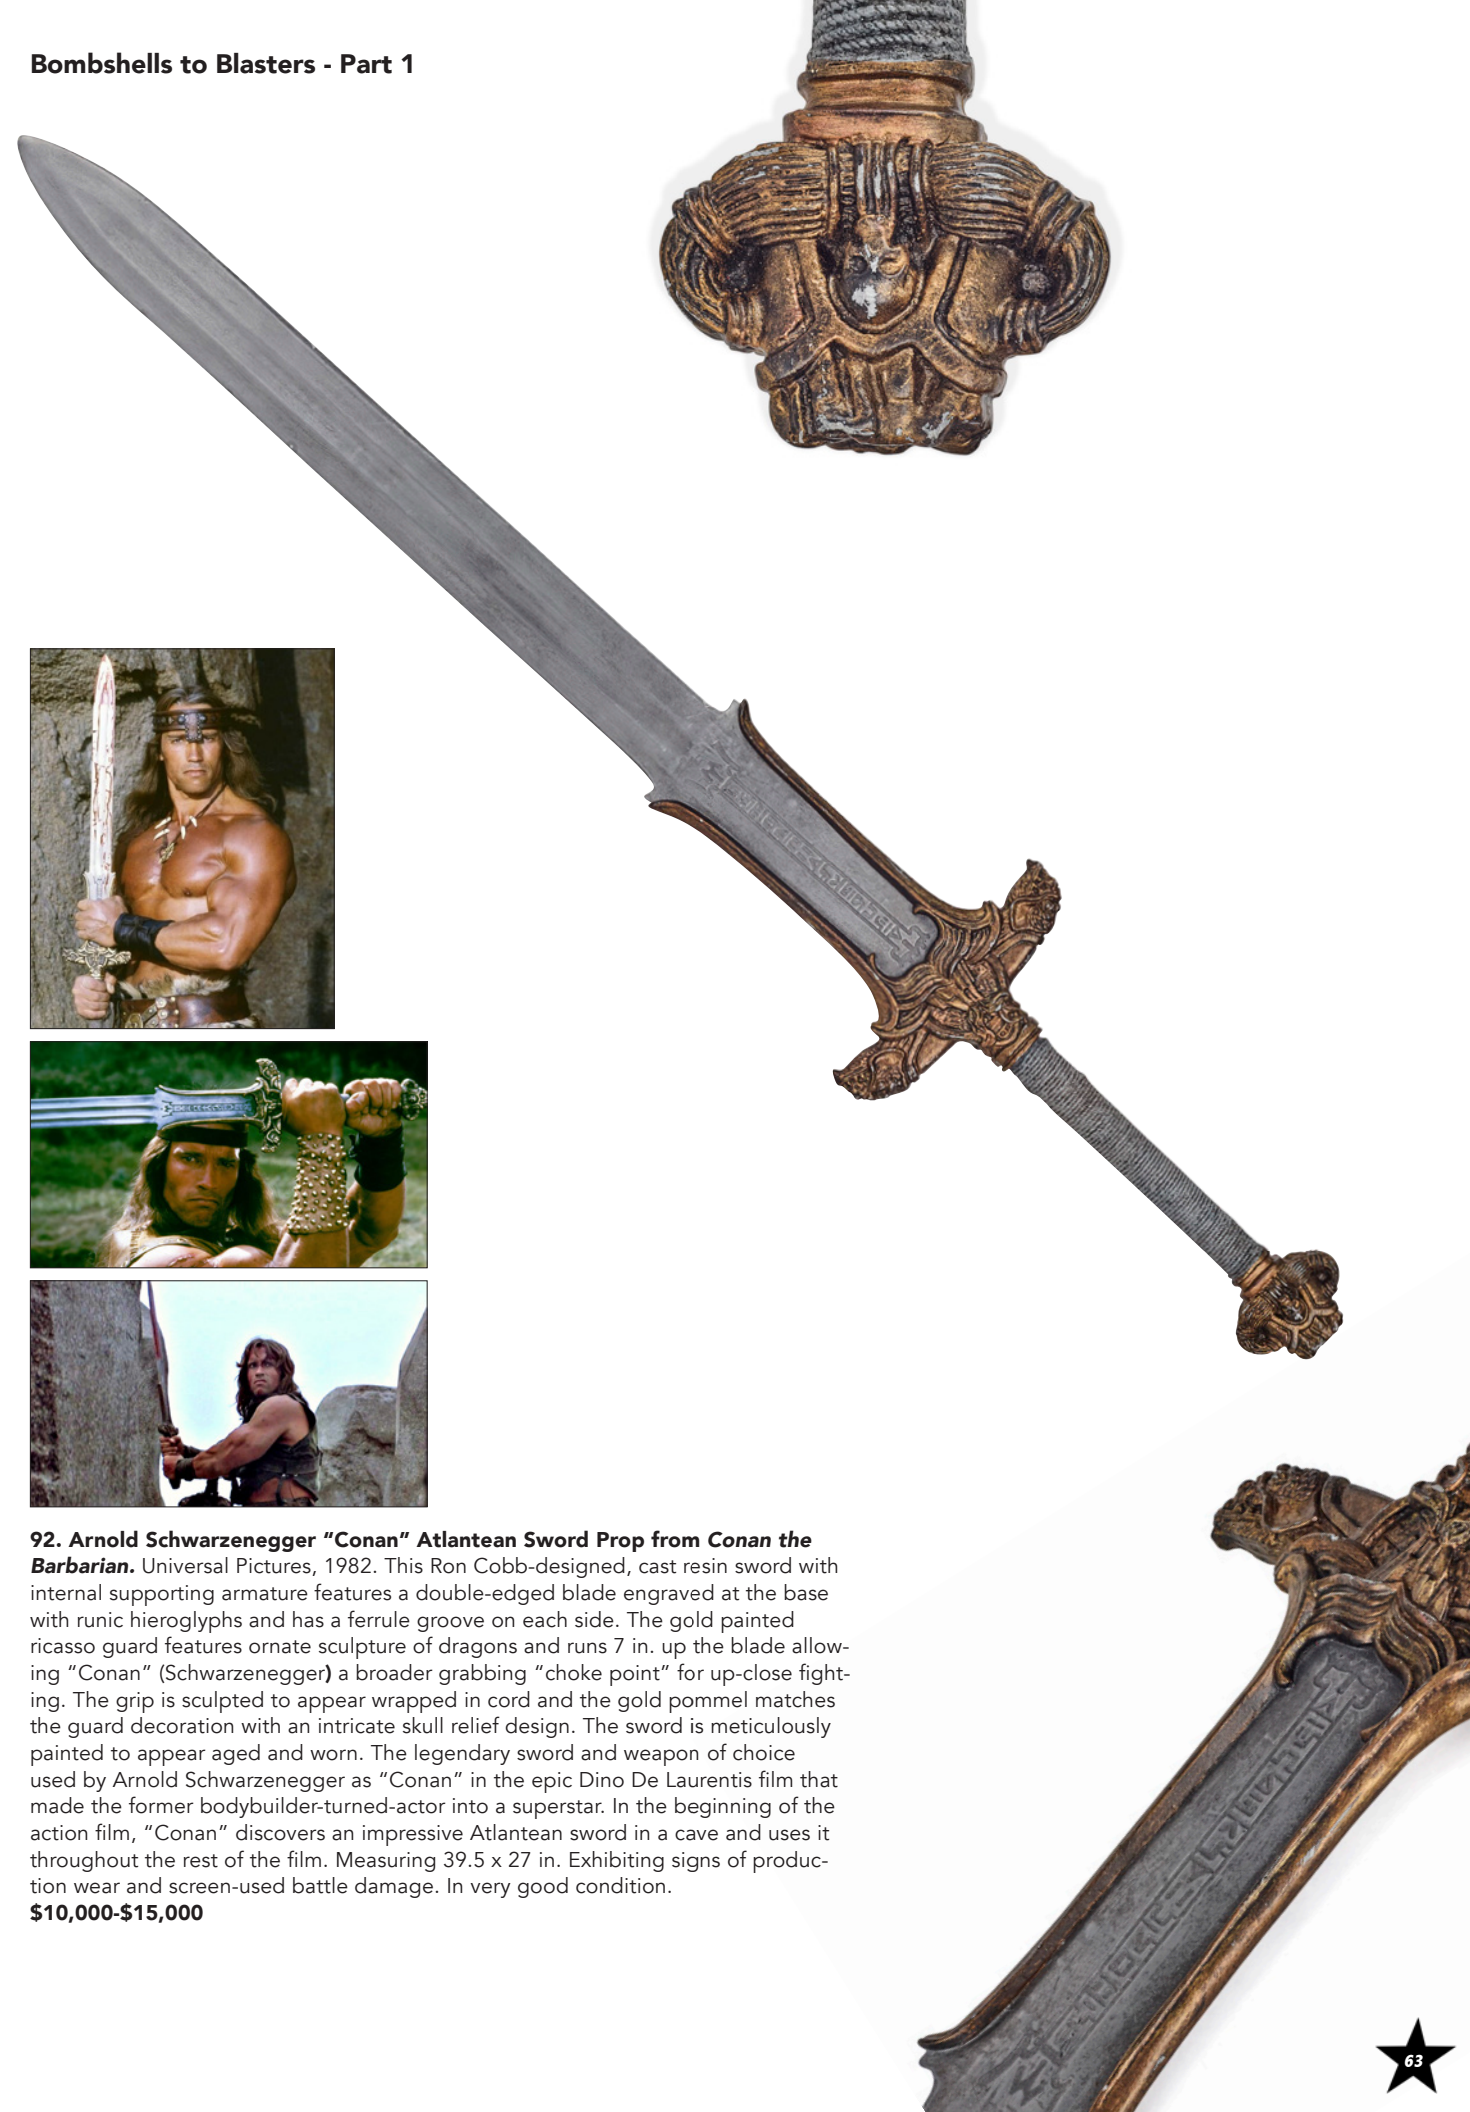 Bombshells to Blasters - Part 1
92. Arnold Schwarzenegger “Conan” Atlantean Sword Prop from Conan the
Barbarian. Universal Pictures, 1982. This Ron Cobb-designed, cast resin sword with
internal supporting armature features a double-edged blade engraved at the base
with runic hieroglyphs and has a ferrule groove on each side. The gold painted
ricasso guard features ornate sculpture of dragons and runs 7 in. up the blade allow-
ing “Conan” (Schwarzenegger) a broader grabbing “choke point” for up-close fight-
ing. The grip is sculpted to appear wrapped in cord and the gold pommel matches
the guard decoration with an intricate skull relief design. The sword is meticulously
painted to appear aged and worn. The legendary sword and weapon of choice
used by Arnold Schwarzenegger as “Conan” in the epic Dino De Laurentis film that
made the former bodybuilder-turned-actor into a superstar. In the beginning of the
action film, “Conan” discovers an impressive Atlantean sword in a cave and uses it
throughout the rest of the film. Measuring 39.5 x 27 in. Exhibiting signs of produc-
tion wear and screen-used battle damage. In very good condition.
$10,000-$15,000
63